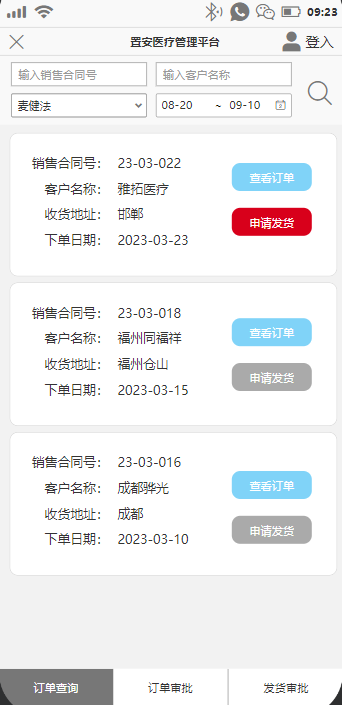 09:23
置安医疗管理平台
登入
输入销售合同号
输入客户名称
麦健法
08-20 ~ 09-10
销售合同号： 23-03-022
客户名称： 雅拓医疗
收货地址： 邯郸
下单日期： 2023-03-23
查看订单
申请发货
销售合同号： 23-03-018
客户名称： 福州同福祥
收货地址： 福州仓山
下单日期： 2023-03-15
查看订单
申请发货
销售合同号： 23-03-016
客户名称： 成都骅光
收货地址： 成都
下单日期： 2023-03-10
查看订单
申请发货
订单查询
订单审批
发货审批